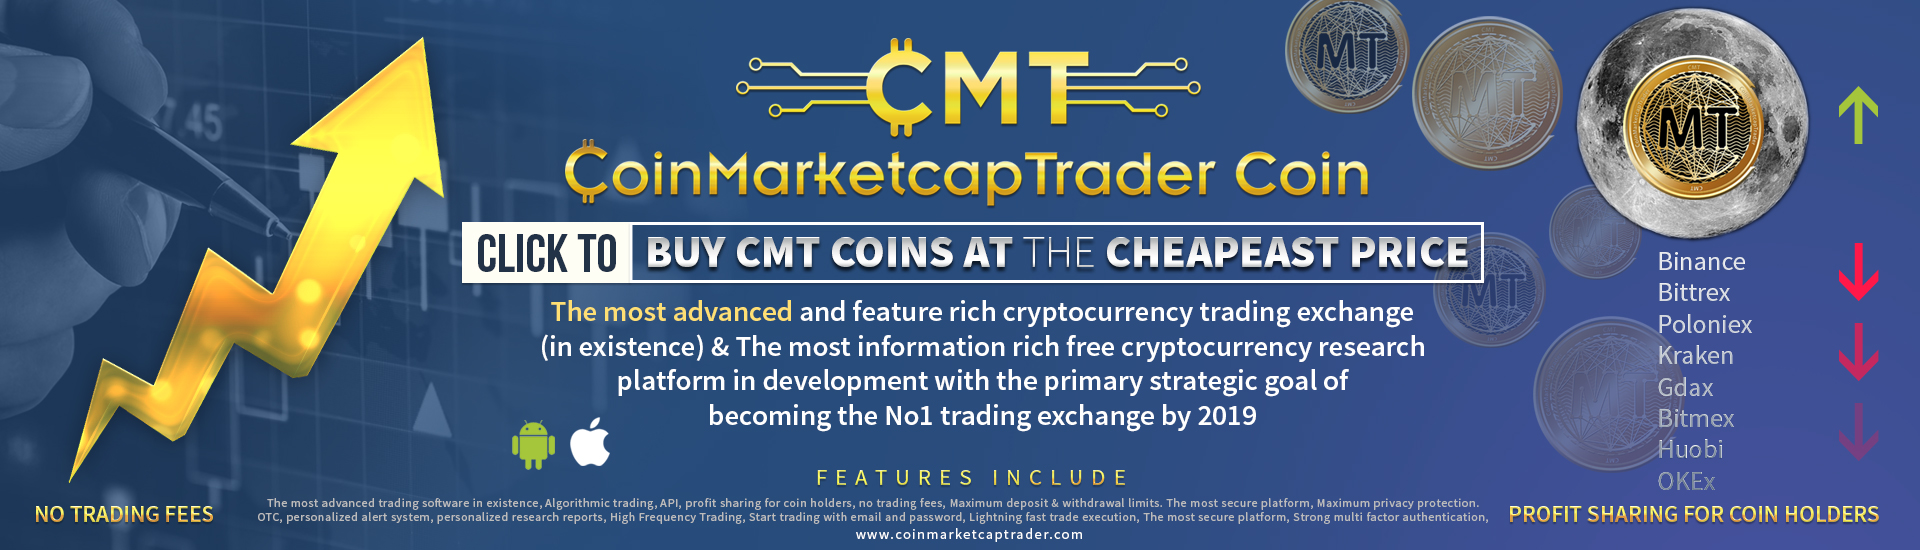 CMT
CoinMarketcapTrader Coin
CLICK TO BUY CMT COINS AT THE CHEAPEAST PRICE
The most advanced and feature rich cryptocurrency trading exchange
(in existence) & The most information rich free cryptocurrency research
platform in development with the primary strategic goal of
becoming the No1 trading exchange by 2019
FEATURES INCLUDE
The most advanced trading software in existence, Algorithmic trading, API, profit sharing for coin holders, no trading fees, Maximum deposit & withdrawal limits. The most secure platform, Maximum privacy protection.
OTC, personalized alert system, personalized research reports, High Frequency Trading, Start trading with email and password, Lightning fast trade execution, The most secure platform, Strong multi factor authentication,
www.coinmarketcaptrader.com
NO TRADING FEES
7.45
MT
MT
MT
MT
MT
Binance
Bittrex
Poloniex
Kraken
Gdax
Bitmex
Huobi
OKEx
PROFIT SHARING FOR COIN HOLDERS